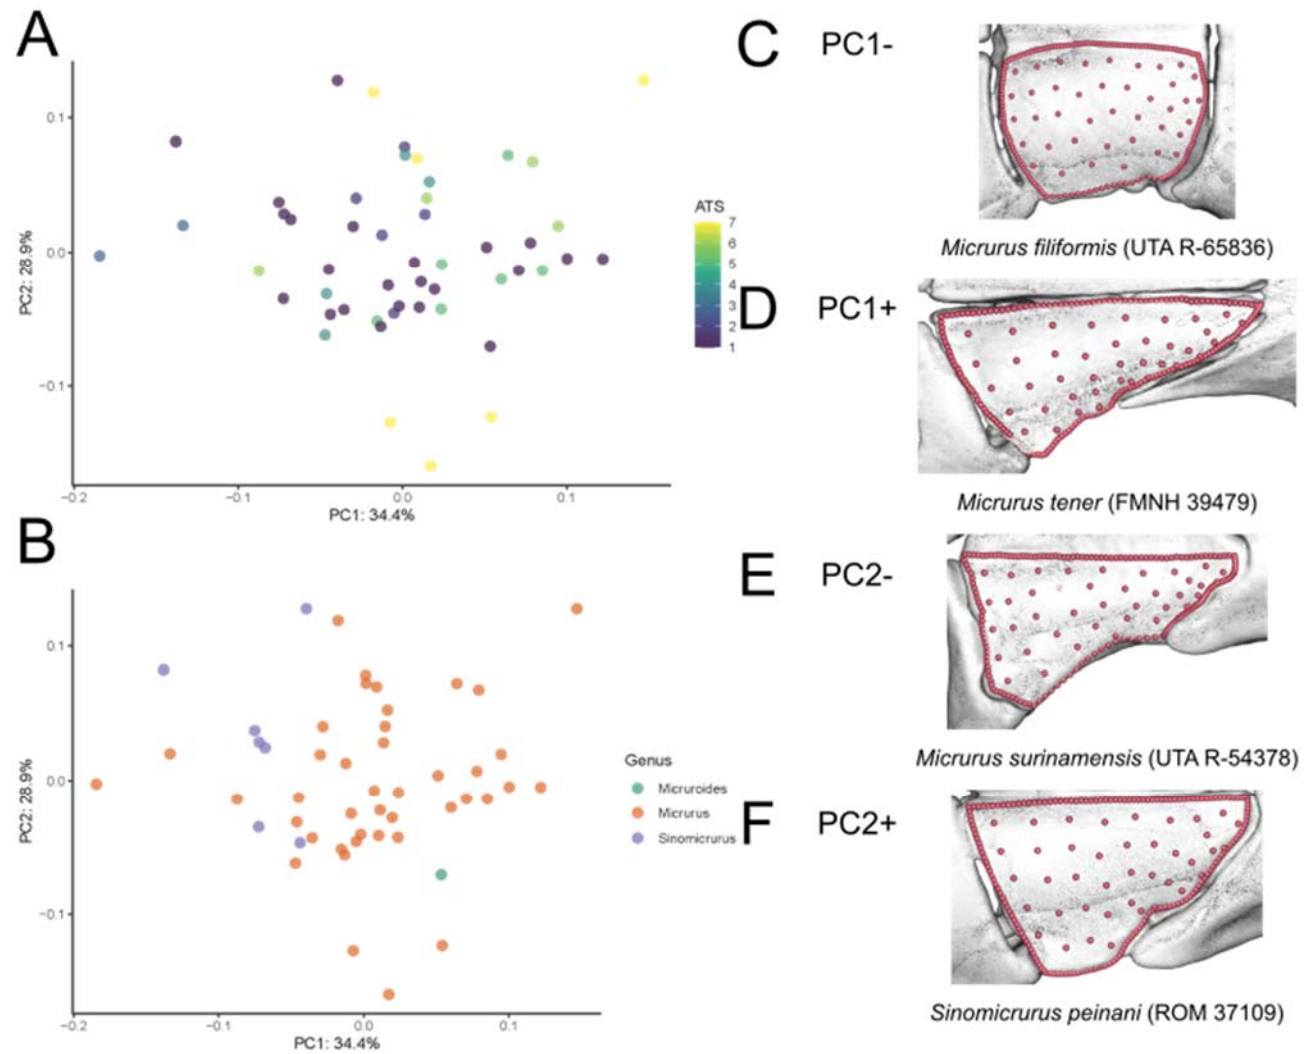 A
PC2: 28.9%
0.1
0.0
−0.1
−0.2
−0.1
0.0
0.1
PC1: 34.4%
ATS
7
6
5
4
3
2
1
B
PC2: 28.9%
0.1
0.0
−0.1
−0.2
−0.1
0.0
0.1
PC1: 34.4%
Genus
Micruroides
Micrurus
Sinomicrurus
C PC1-
Micrurus filiformis (UTA R-65836)
D PC1+
Micrurus tener (FMNH 39479)
E PC2-
Micrurus surinamensis (UTA R-54378)
F PC2+
Sinomicrurus peinani (ROM 37109)